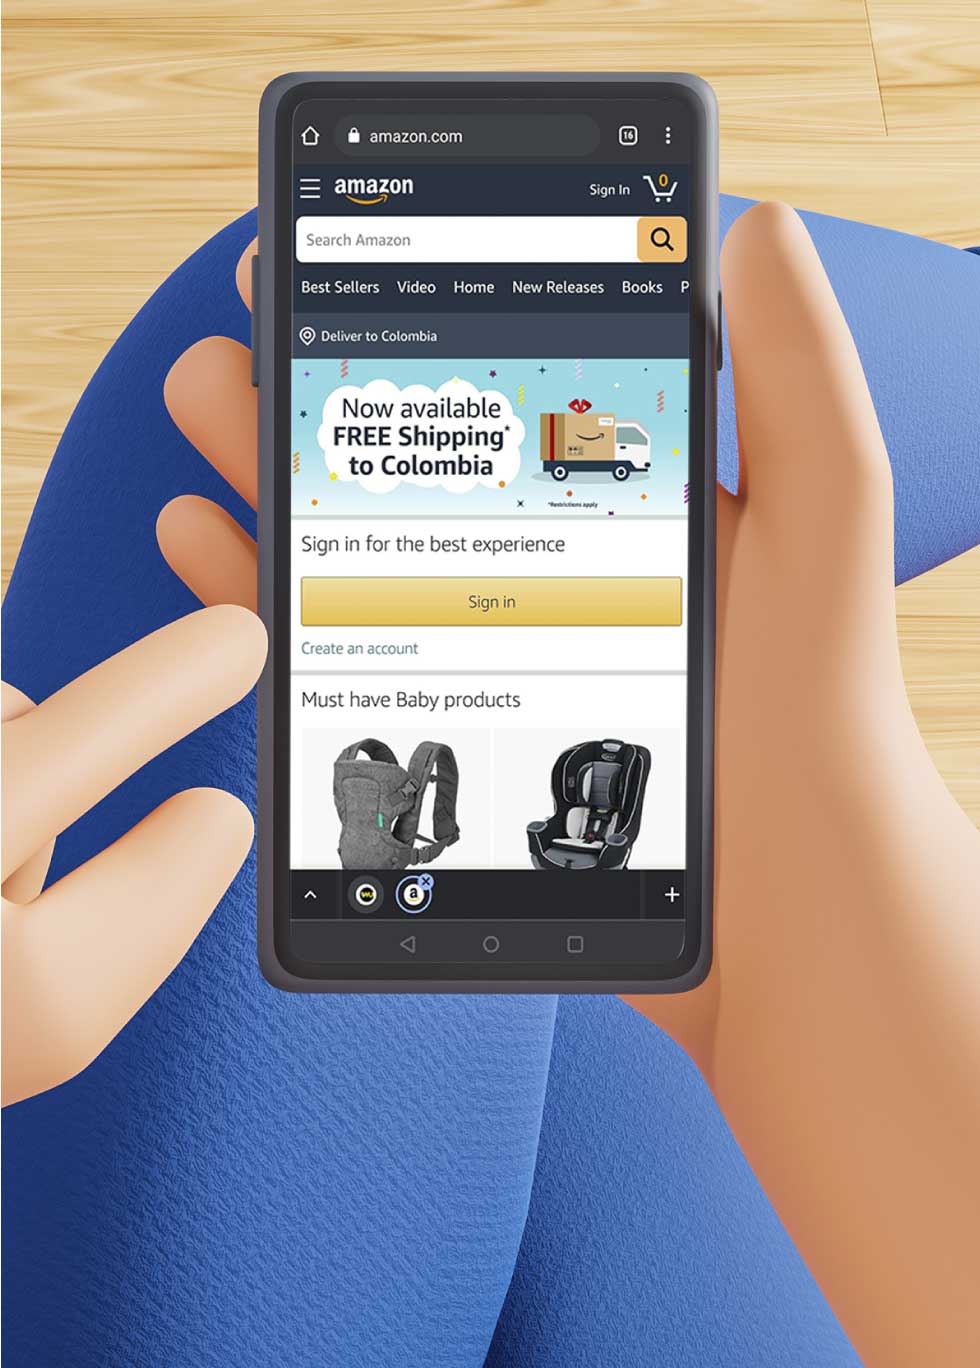 amazon.com
16
amazon
Sign In
0
Search Amazon
Best Sellers Video Home New Releases Books P
Deliver to Colombia
Now available
FREE Shipping*
to Colombia
*Restrictions apply
Sign in for the best experience
Sign in
Create an account
Must have Baby products
a